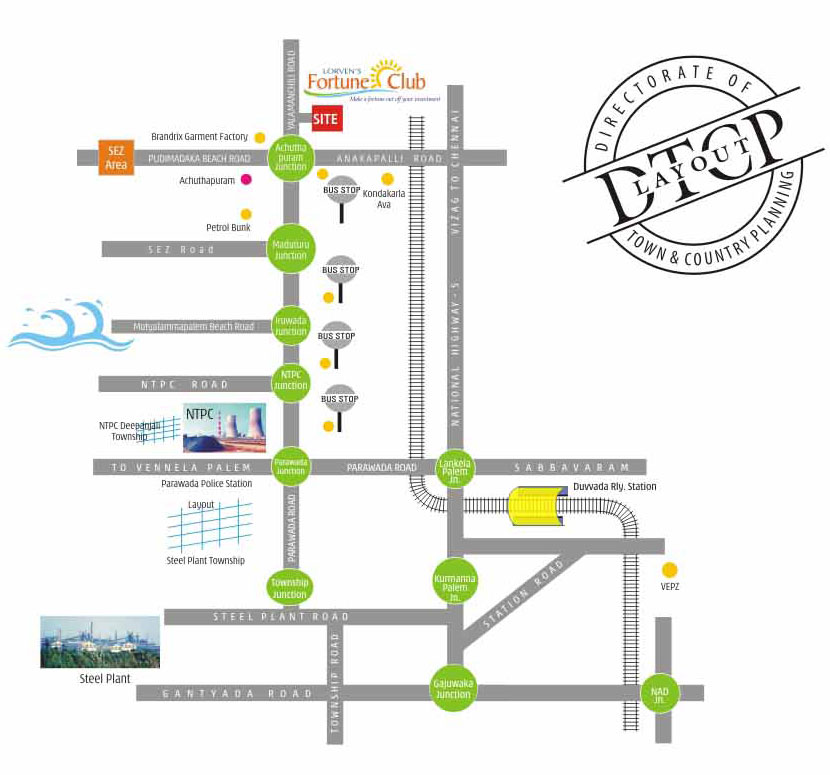 LORVEN'S
Fortune Club
Make a fortune out off your investment
YALAMANCHILI ROAD
SITE
DIRECTORATE OF
DTCP
LAYOUT
TOWN & COUNTRY PLANNING
Brandrix Garment Factory
SEZ
Area
PUDIMADAKA BEACH ROAD
Achutha
puram
Junction
ANAKAPALLI ROAD
Achuthapuram
BUS STOP
Kondakarla
Ava
Petrol Bunk
SEZ Road
Maduturu
Junction
BUS STOP
VIZAG TO CHENNAI
NATIONAL HIGHWAY-5
Mutyalammapalem Beach Road
Iruwada
Junction
BUS STOP
NTPC ROAD
NTPC
Junction
BUS STOP
NTPC
NTPC Deepanjali
Township
TO VENNELA PALEM
Parawada
Junction
PARAWADA ROAD
Lankela
Palem
Jn.
SABBAVARAM
Parawada Police Station
Duvvada Rly. Station
Layout
PARAWADA ROAD
Steel Plant Township
Township
Junction
Kurmanna
Palem
Jn.
STATION ROAD
VEPZ
STEEL PLANT ROAD
Steel Plant
TOWNSHIP ROAD
GANTYADA ROAD
Gajuwaka
Junction
NAD
Jn.